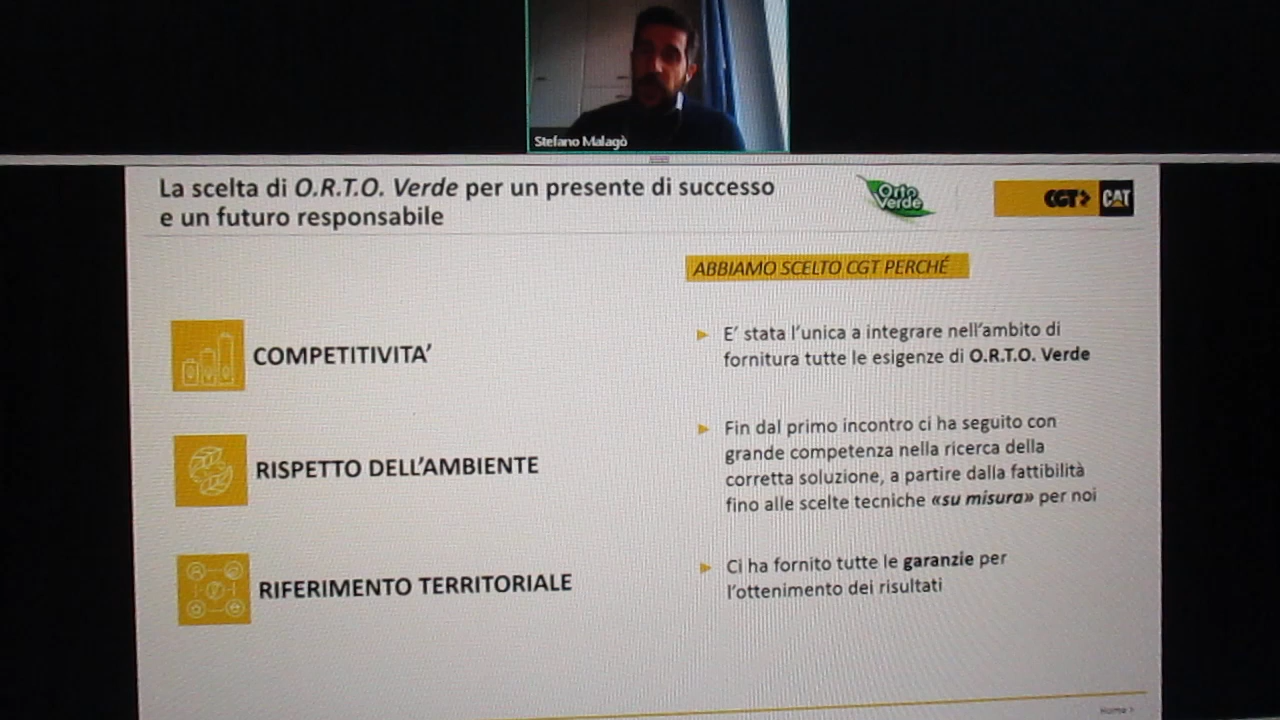 Stefano Malagò
La scelta di O.R.T.O. Verde per un presente di successo
e un futuro responsabile
Orto
Verde
CGT
CAT
ABBIAMO SCELTO CGT PERCHÉ
COMPETITIVITA’
RISPETTO DELL’AMBIENTE
RIFERIMENTO TERRITORIALE
E’ stata l’unica a integrare nell’ambito di
fornitura tutte le esigenze di O.R.T.O. Verde
Fin dal primo incontro ci ha seguito con
grande competenza nella ricerca della
corretta soluzione, a partire dalla fattibilità
fino alle scelte tecniche «su misura» per noi
Ci ha fornito tutte le garanzie per
l’ottenimento dei risultati
Home >